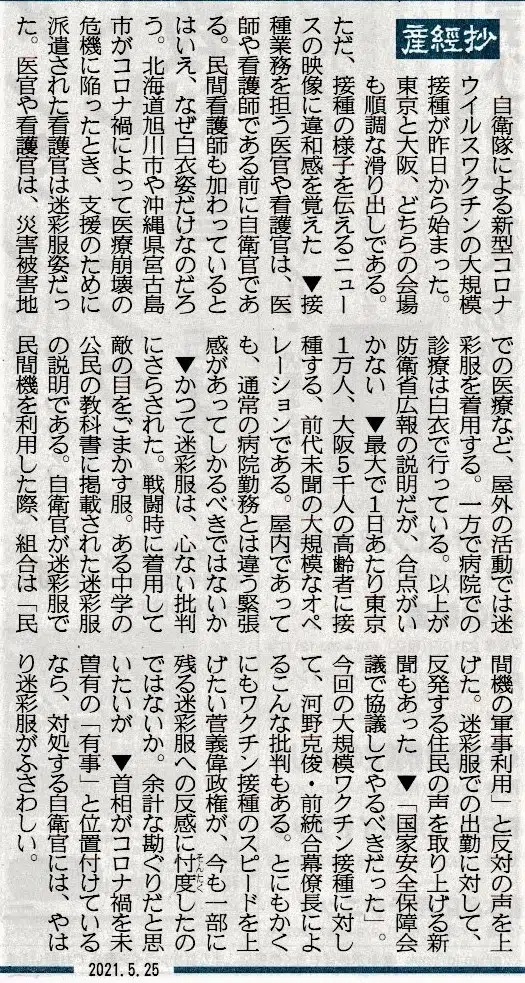 産經抄
自衛隊による新型コロナ
ウイルスワクチンの大規模
接種が昨日から始まった。
東京と大阪、どちらの会場
も順調な滑り出しである。
ただ、接種の様子を伝えるニュー
スの映像に違和感を覚えた ▼接
種業務を担う医官や看護官は、医
師や看護師である前に自衛官であ
る。民間看護師も加わっていると
はいえ、なぜ白衣姿だけなのだろ
う。北海道旭川市や沖縄県宮古島
市がコロナ禍によって医療崩壊の
危機に陥ったとき、支援のために
派遣された看護官は迷彩服姿だっ
た。医官や看護官は、災害被害地
での医療など、屋外の活動では迷
彩服を着用する。一方で病院での
診療は白衣で行っている。以上が
防衛省広報の説明だが、合点がい
かない ▼最大で1日あたり東京
1万人、大阪5千人の高齢者に接
種する、前代未聞の大規模なオペ
レーションである。屋内であって
も、通常の病院勤務とは違う緊張
感があってしかるべきではないか
▼かつて迷彩服は、心ない批判
にさらされた。戦闘時に着用して
敵の目をごまかす服。ある中学の
公民の教科書に掲載された迷彩服
の説明である。自衛官が迷彩服で
民間機を利用した際、組合は「民
間機の軍事利用」と反対の声を上
げた。迷彩服での出勤に対して、
反発する住民の声を取り上げる新
聞もあった ▼「国家安全保障会
議で協議してやるべきだった」。
今回の大規模ワクチン接種に対し
て、河野克俊・前統合幕僚長によ
るこんな批判もある。とにもかく
にもワクチン接種のスピードを上
げたい菅義偉政権が、今も一部に
残る迷彩服への反感に忖度したの
ではないか。余計な勘ぐりだと思
いたいが ▼首相がコロナ禍を未
曽有の「有事」と位置付けている
なら、対処する自衛官には、やは
り迷彩服がふさわしい。
そんたく
2021.5.25